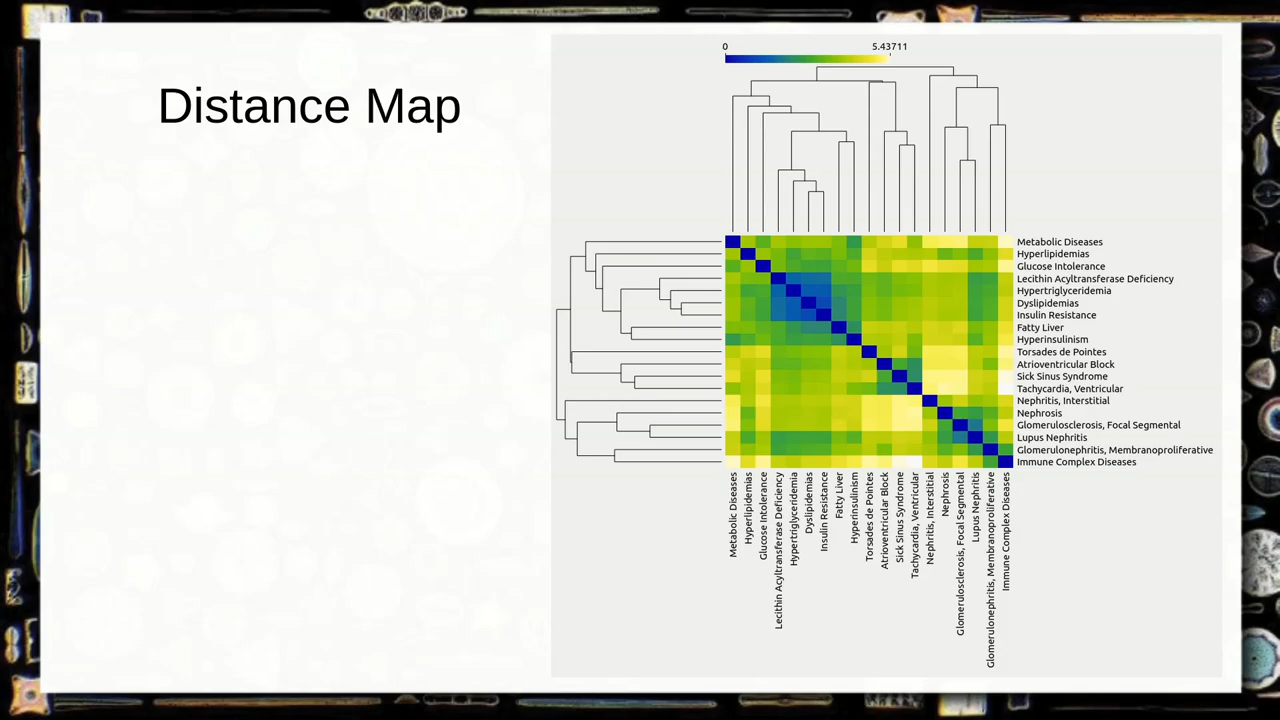 Distance Map
0 5.43711
Metabolic Diseases
Hyperlipidemias
Glucose Intolerance
Lecithin Acyltransferase Deficiency
Hypertriglyceridemia
Dyslipidemias
Insulin Resistance
Fatty Liver
Hyperinsulinism
Torsades de Pointes
Atrioventricular Block
Sick Sinus Syndrome
Tachycardia, Ventricular
Nephritis, Interstitial
Nephrosis
Glomerulosclerosis, Focal Segmental
Lupus Nephritis
Glomerulonephritis, Membranoproliferative
Immune Complex Diseases
Metabolic Diseases
Hyperlipidemias
Glucose Intolerance
Lecithin Acyltransferase Deficiency
Hypertriglyceridemia
Dyslipidemias
Insulin Resistance
Fatty Liver
Hyperinsulinism
Torsades de Pointes
Atrioventricular Block
Sick Sinus Syndrome
Tachycardia, Ventricular
Nephritis, Interstitial
Nephrosis
Glomerulosclerosis, Focal Segmental
Lupus Nephritis
Glomerulonephritis, Membranoproliferative
Immune Complex Diseases